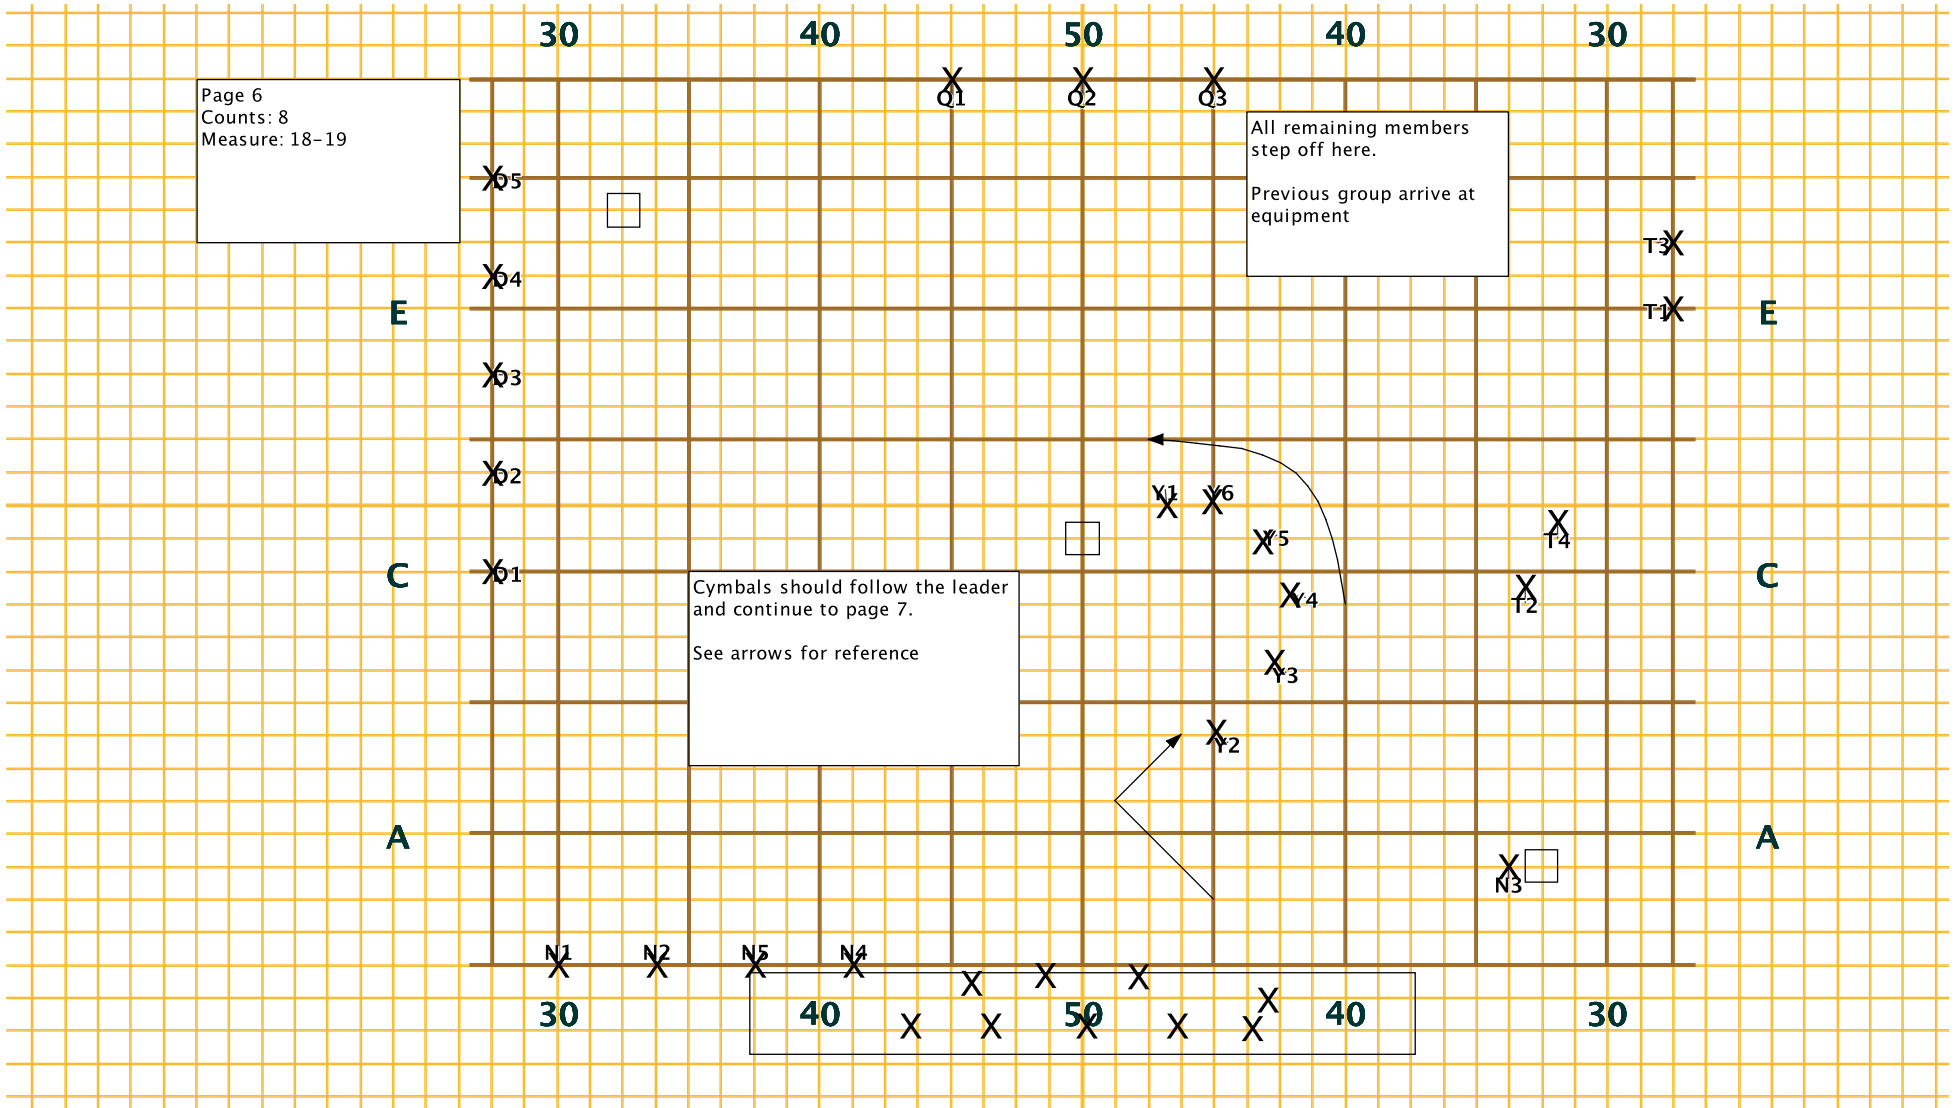 30 40 50 40 30
Page 6
Counts: 8
Measure: 18-19
Q1 Q2 Q3
All remaining members
step off here.
Previous group arrive at
equipment
D5
T3
D4
E T1 E
D3
D2
Y1 Y6
Y5 T4
C D1 C
Cymbals should follow the leader
and continue to page 7.
See arrows for reference
Y4 T2
Y3
Y2
A A
N3
N1 N2 N5 N4
30 40 50 40 30